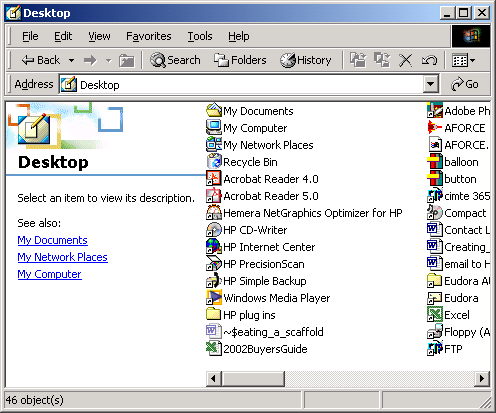 Desktop
File Edit View Favorites Tools Help
Back Search Folders History
Address Desktop Go
Desktop
Select an item to view its description.
See also:
My Documents
My Network Places
My Computer
My Documents
My Computer
My Network Places
Recycle Bin
Acrobat Reader 4.0
Acrobat Reader 5.0
Hemera NetGraphics Optimizer for HP
HP CD-Writer
HP Internet Center
HP PrecisionScan
HP Simple Backup
Windows Media Player
HP plug ins
~$eating_a_scaffold
2002BuyersGuide
Adobe Ph
AFORCE
AFORCE.
balloon
button
cimte 365
Compact
Contact L
Creating_
email to H
Eudora A
Eudora
Excel
Floppy (A
FTP
46 object(s)